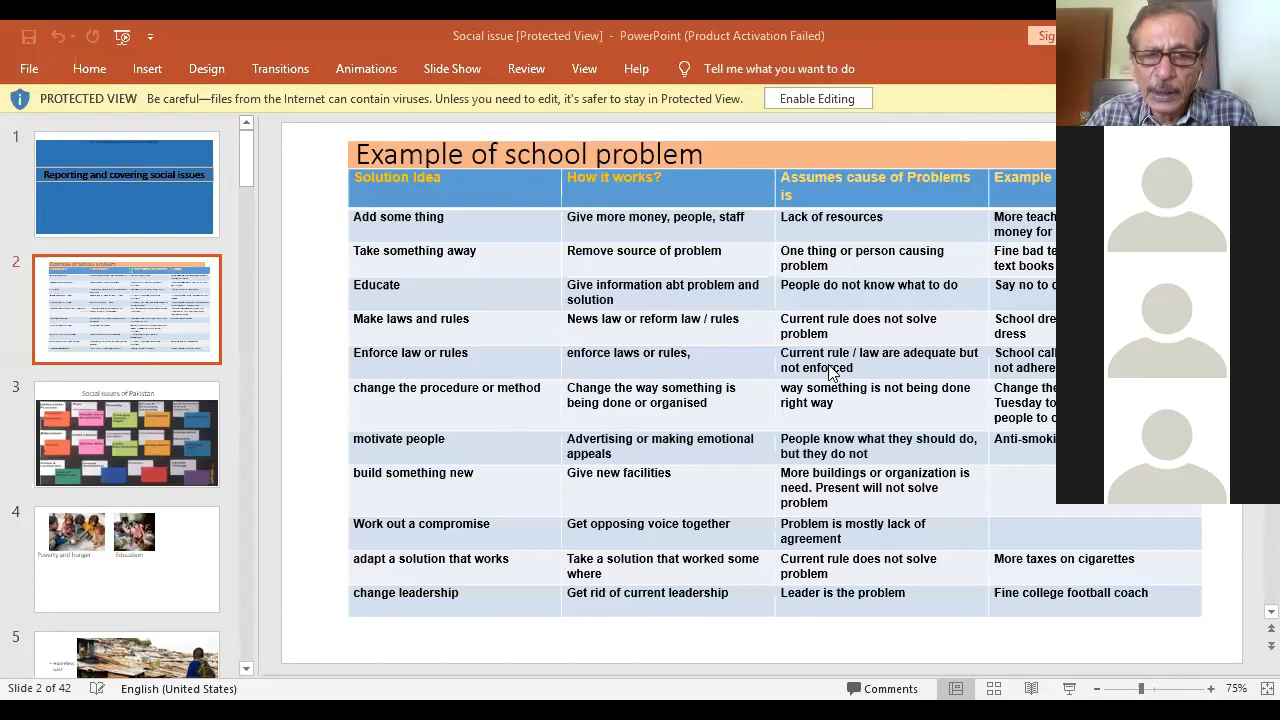 Social issue [Protected View] - PowerPoint (Product Activation Failed)
Sig
File Home Insert Design Transitions Animations Slide Show Review View Help Tell me what you want to do
PROTECTED VIEW Be careful—files from the Internet can contain viruses. Unless you need to edit, it's safer to stay in Protected View. Enable Editing
1
Reporting and covering social issues
2
Example of school problem
3
Social issues of Pakistan
4
Poverty and hunger Education
5
Example of school problem
Solution Idea How it works? Assumes cause of Problems Example
is
Add some thing Give more money, people, staff Lack of resources More teach
money for
Take something away Remove source of problem One thing or person causing Fine bad te
problem text books
Educate Give information abt problem and People do not know what to do Say no to d
solution
Make laws and rules News law or reform law / rules Current rule does not solve School dre
problem dress
Enforce law or rules enforce laws or rules, Current rule / law are adequate but School call
not enforced not adhere
change the procedure or method Change the way something is way something is not being done Change the
being done or organised right way Tuesday to
people to c
motivate people Advertising or making emotional People know what they should do, Anti-smoki
appeals but they do not
build something new Give new facilities More buildings or organization is
need. Present will not solve
problem
Work out a compromise Get opposing voice together Problem is mostly lack of
agreement
adapt a solution that works Take a solution that worked some Current rule does not solve More taxes on cigarettes
where problem
change leadership Get rid of current leadership Leader is the problem Fine college football coach
Slide 2 of 42 English (United States) Comments 75%